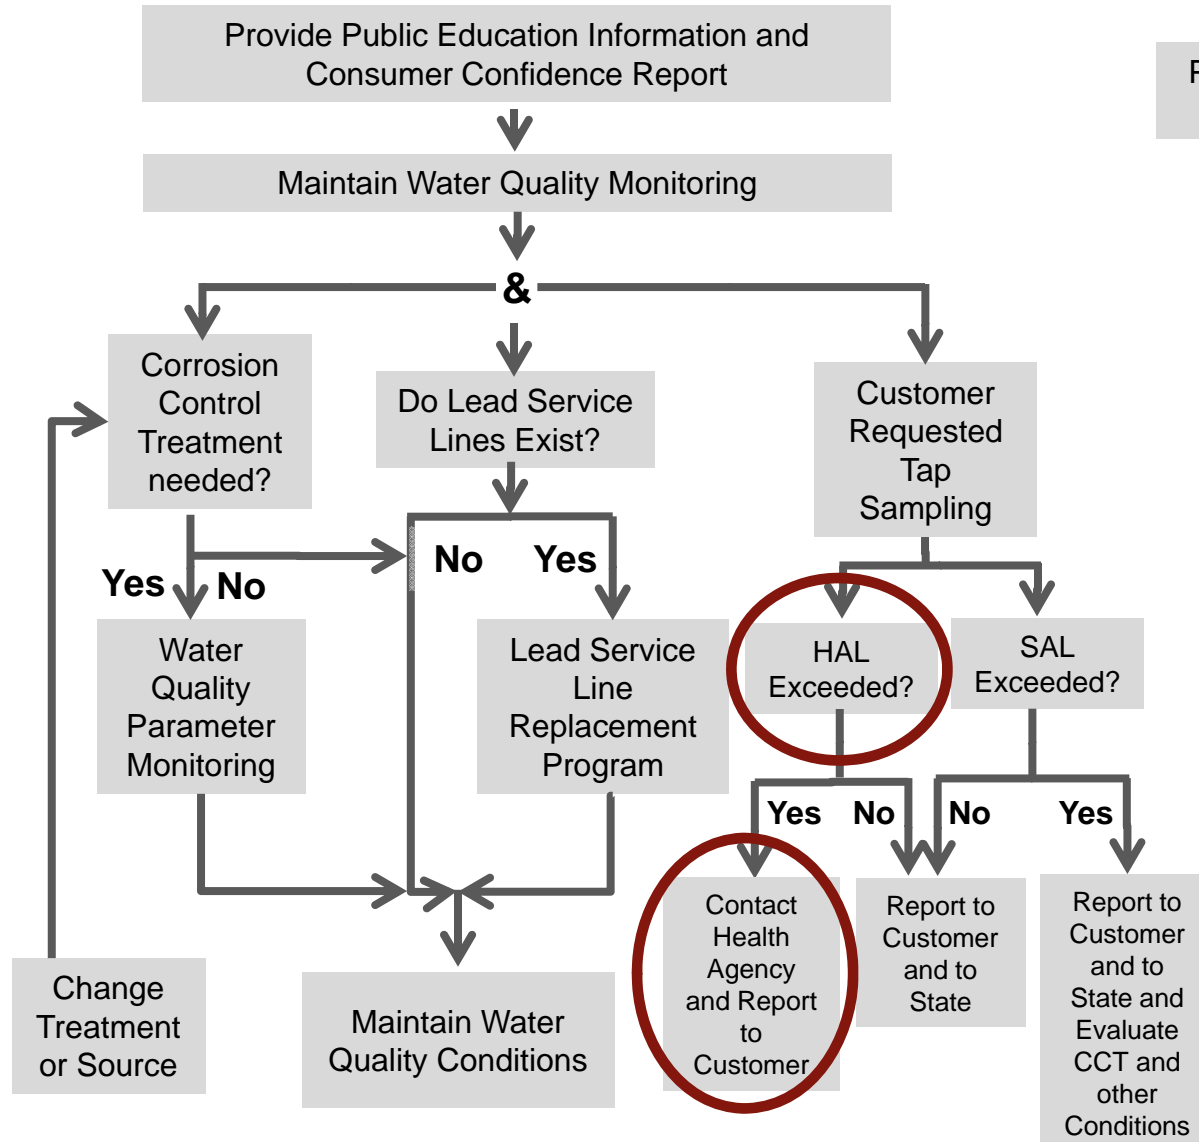 Provide Public Education Information and
Consumer Confidence Report
Maintain Water Quality Monitoring
&
Corrosion
Control
Treatment
needed?
Do Lead Service
Lines Exist?
Customer
Requested
Tap
Sampling
Yes
No
No
Yes
Water
Quality
Parameter
Monitoring
Lead Service
Line
Replacement
Program
HAL
Exceeded?
SAL
Exceeded?
Yes
No
No
Yes
Change
Treatment
or Source
Maintain Water
Quality Conditions
Contact
Health
Agency
and Report
to
Customer
Report to
Customer
and to
State
Report to
Customer
and to
State and
Evaluate
CCT and
other
Conditions